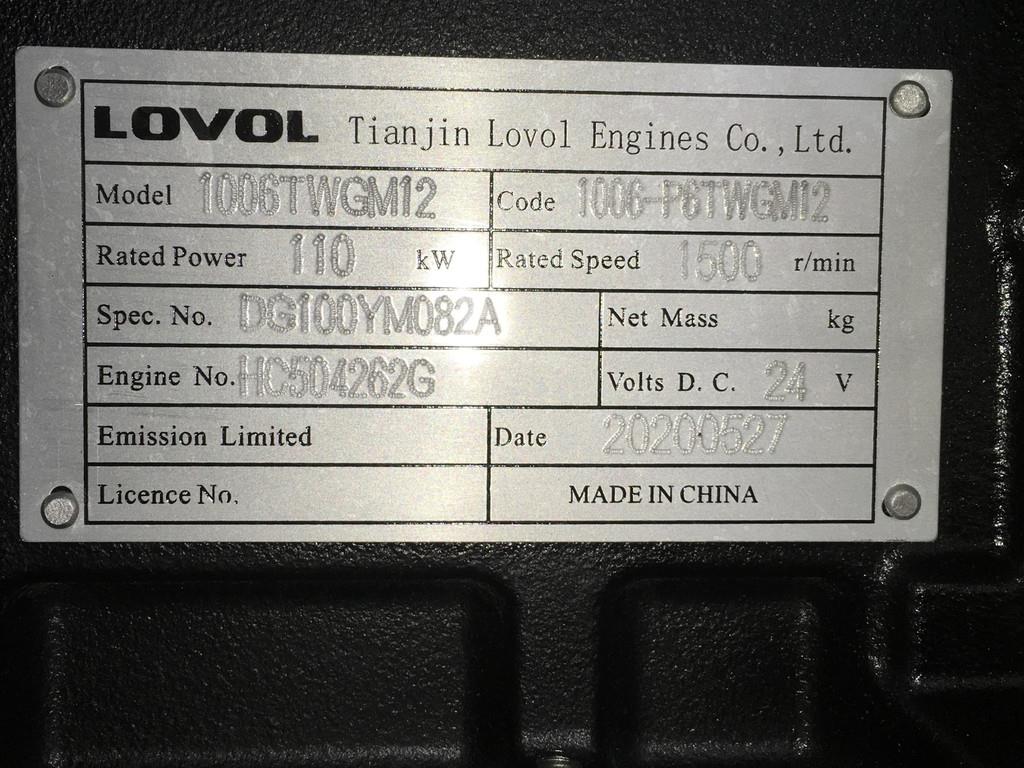 LOVOL Tianjin Lovol Engines Co., Ltd.
Model 1006TWGM12 Code 1006-P6TWGM12
Rated Power 110 kW Rated Speed 1500 r/min
Spec. No. DG100YM082A Net Mass kg
Engine No. HC504262G Volts D. C. 24 V
Emission Limited Date 20200527
Licence No. MADE IN CHINA